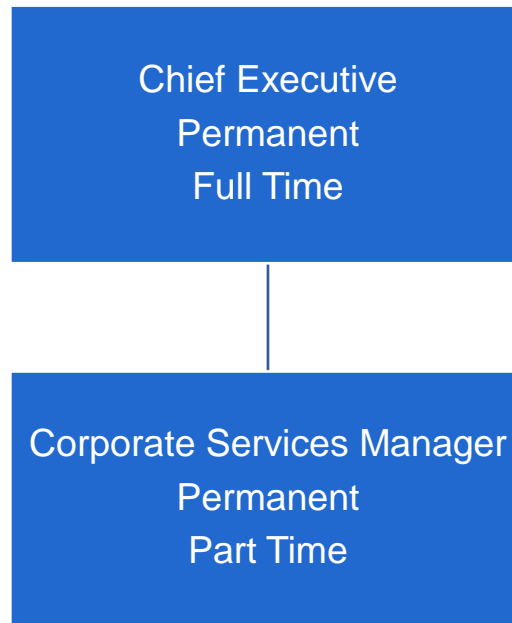 Chief Executive
Permanent
Full Time
Corporate Services Manager
Permanent
Part Time